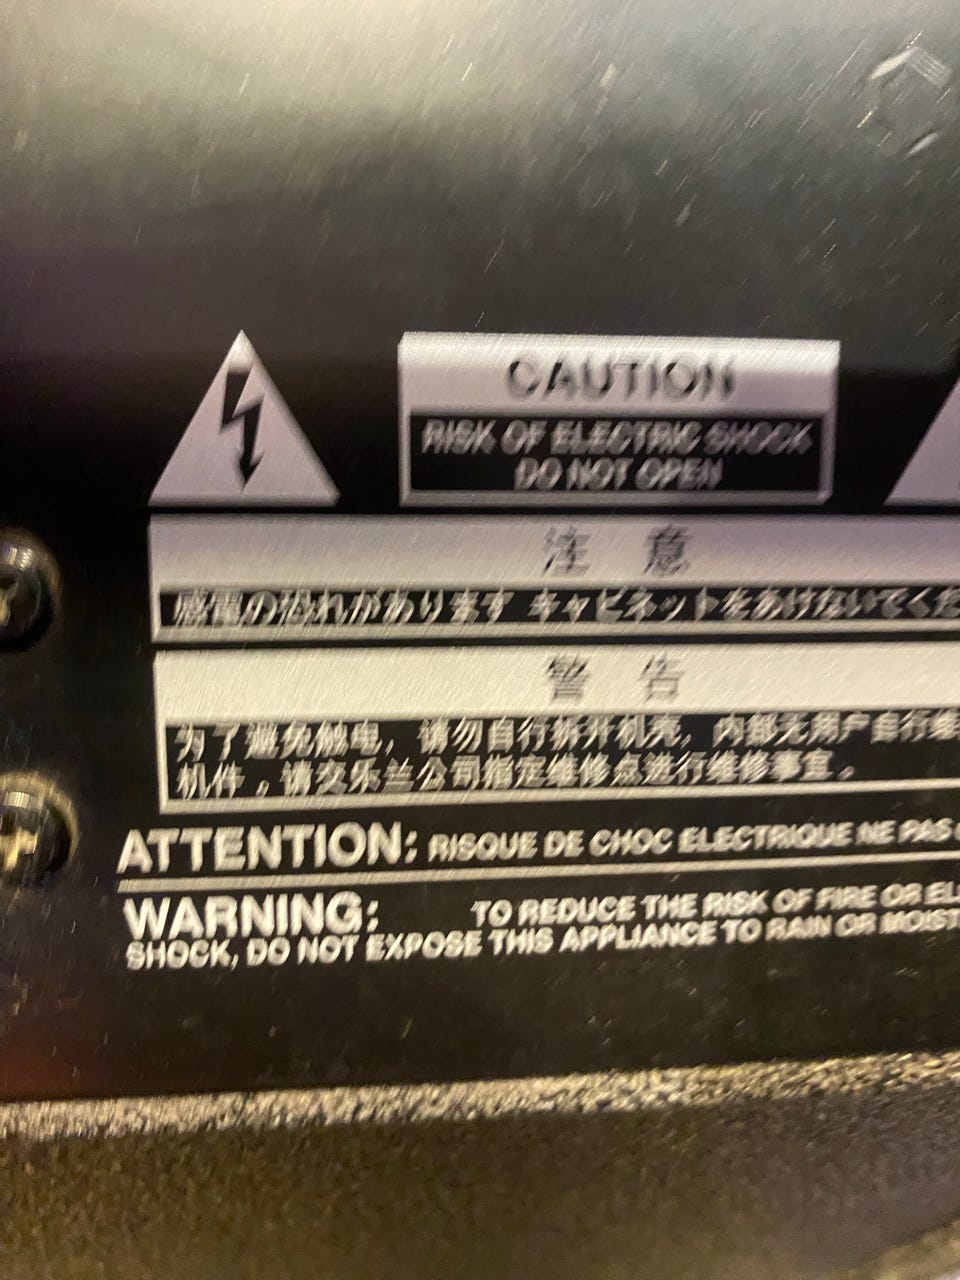 CAUTION
RISK OF ELECTRIC SHOCK
DO NOT OPEN
注 意
感電の恐れがあります キャビネットをあけないでくだ
警 告
为了避免触电，请勿自行拆开机壳，内部无用户自行维
机件，请交乐兰公司指定维修点进行维修事宜。
ATTENTION: RISQUE DE CHOC ELECTRIQUE NE PAS
WARNING: TO REDUCE THE RISK OF FIRE OR EL
SHOCK, DO NOT EXPOSE THIS APPLIANCE TO RAIN OR MOIST